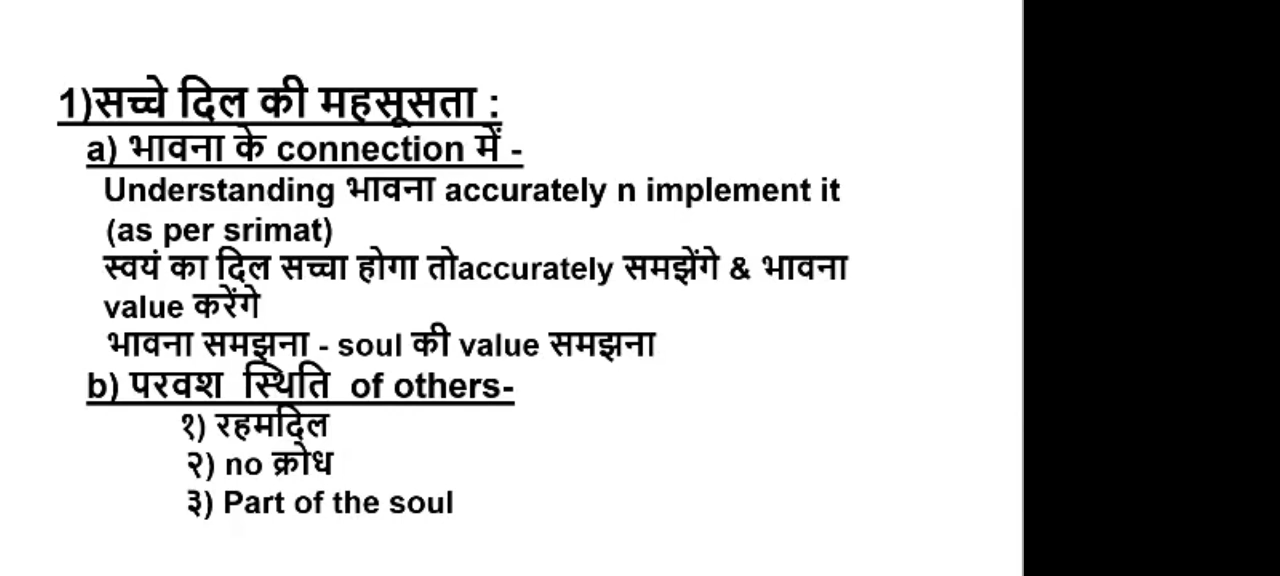 1)सच्चे दिल की महसूसता :
a) भावना के connection में -
Understanding भावना accurately n implement it
(as per srimat)
स्वयं का दिल सच्चा होगा तोaccurately समझेंगे & भावना
value करेंगे
भावना समझना - soul की value समझना
b) परवश स्थिति of others-
१) रहमदिल
२) no क्रोध
३) Part of the soul